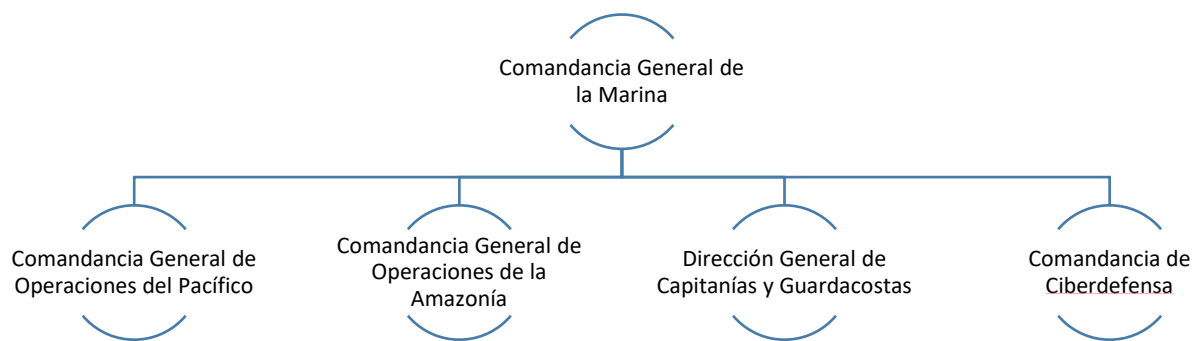 Comandancia General de
la Marina
Comandancia General de
Operaciones del Pacífico
Comandancia General de
Operaciones de la
Amazonía
Dirección General de
Capitanías y Guardacostas
Comandancia de
Ciberdefensa